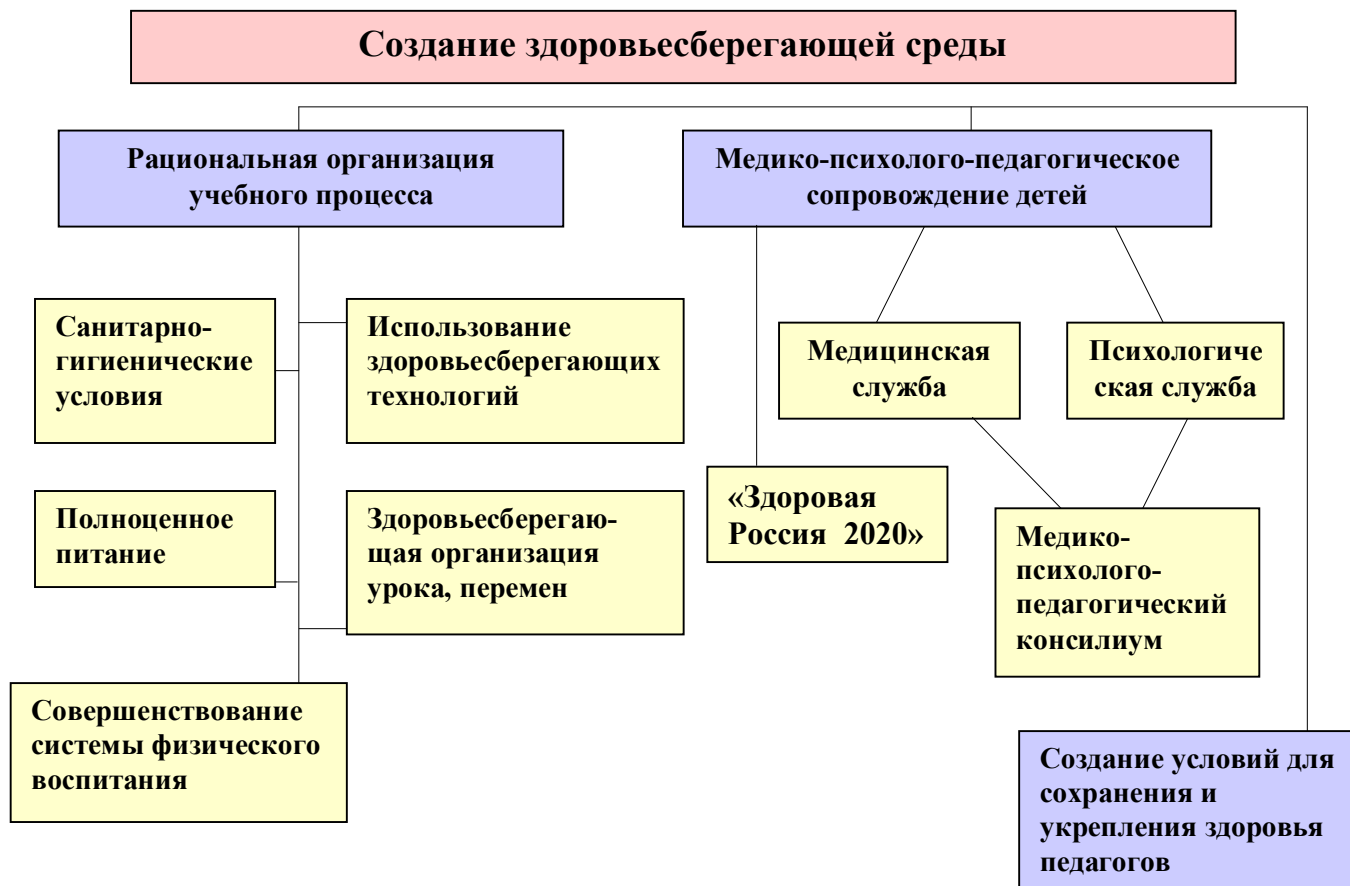 Создание здоровьесберегающей среды
Рациональная организация
учебного процесса
Медико-психолого-педагогическое
сопровождение детей
Санитарно-
гигиенические
условия
Использование
здоровьесберегающих
технологий
Медицинская
служба
Психологиче
ская служба
Полноценное
питание
Здоровьесберегаю-
щая организация
урока, перемен
«Здоровая
Россия 2020»
Медико-
психолого-
педагогический
консилиум
Совершенствование
системы физического
воспитания
Создание условий для
сохранения и
укрепления здоровья
педагогов